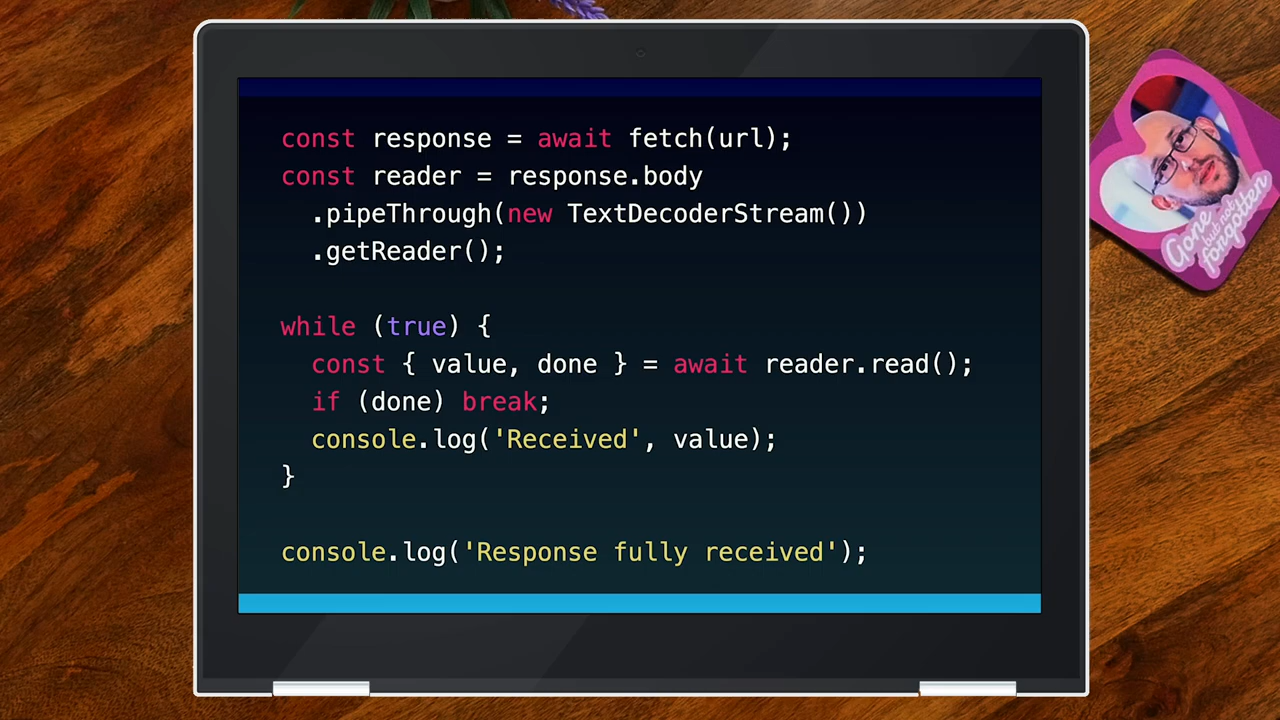 const response = await fetch(url);
const reader = response.body
  .pipeThrough(new TextDecoderStream())
  .getReader();

while (true) {
  const { value, done } = await reader.read();
  if (done) break;
  console.log('Received', value);
}

console.log('Response fully received');
Gone
but not
forgotten